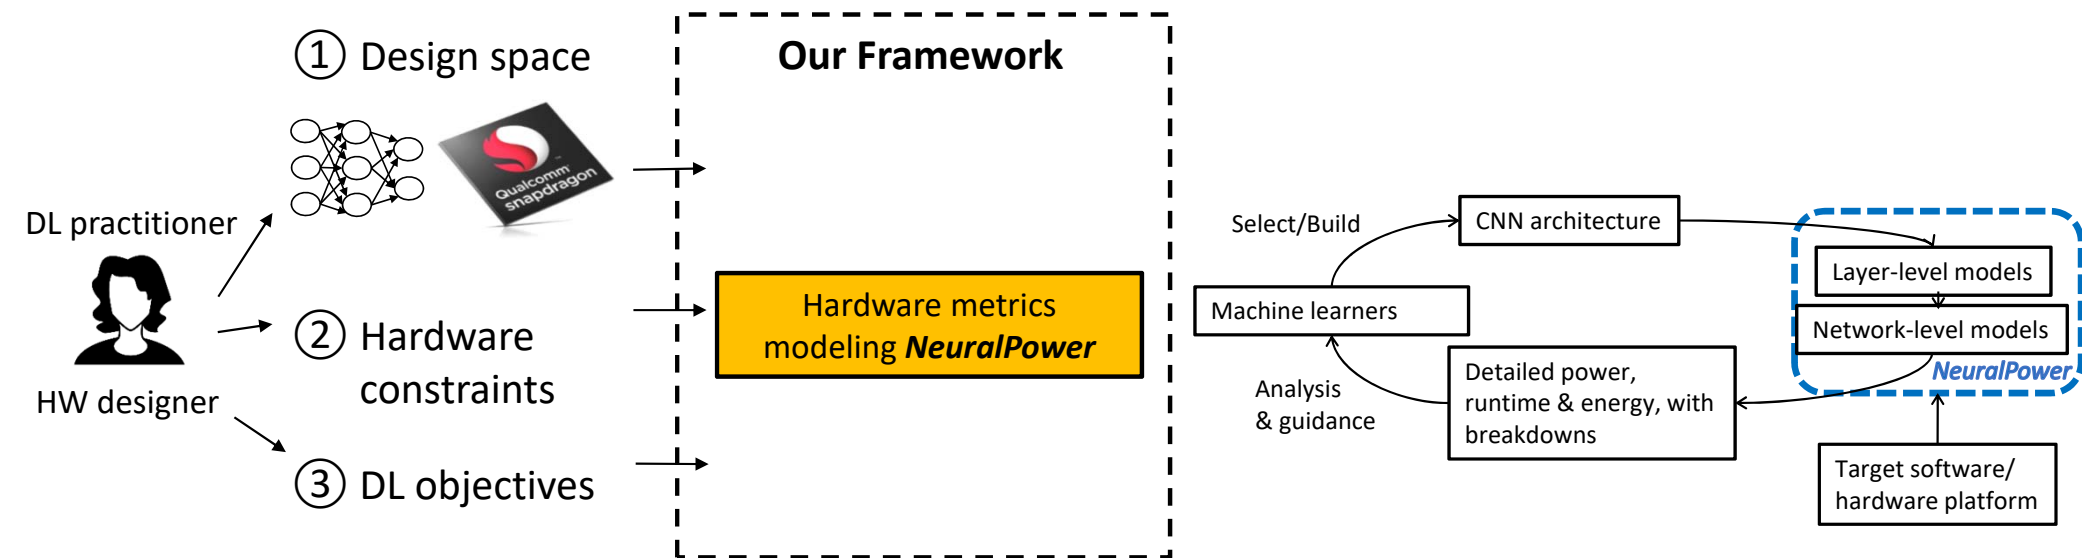 ① Design space
Qualcomm
snapdragon
DL practitioner
HW designer
② Hardware
constraints
③ DL objectives
Our Framework
Hardware metrics
modeling NeuralPower
Select/Build
CNN architecture
Machine learners
Layer-level models
Network-level models
NeuralPower
Analysis
& guidance
Detailed power,
runtime & energy, with
breakdowns
Target software/
hardware platform